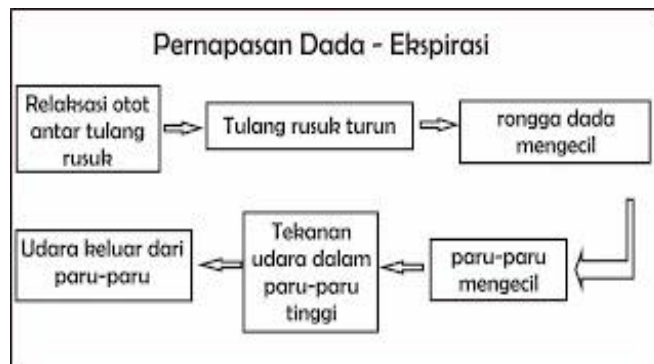 Pernapasan Dada - Ekspirasi
Relaksasi otot
antar tulang
rusuk
Tulang rusuk turun
rongga dada
mengecil
paru-paru
mengecil
Tekanan
udara dalam
paru-paru
tinggi
Udara keluar dari
paru-paru